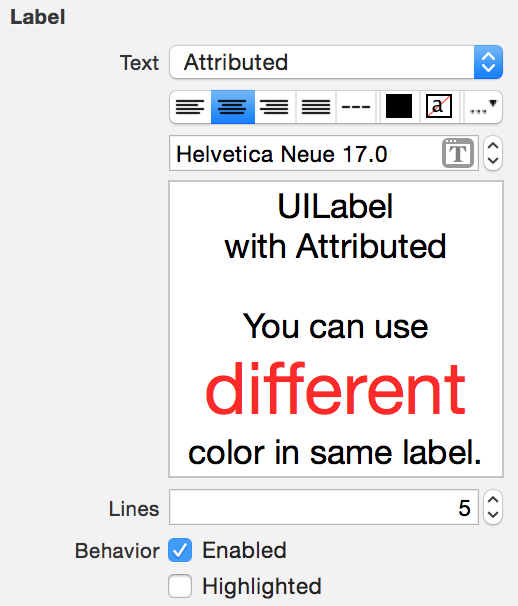 Label
Text Attributed
a ...
Helvetica Neue 17.0 T
UILabel
with Attributed
You can use
different
color in same label.
Lines 5
Behavior Enabled
Highlighted